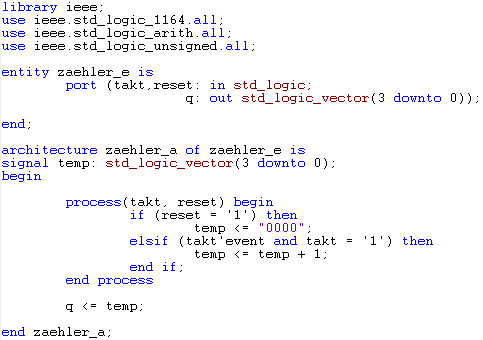 library ieee;
use ieee.std_logic_1164.all;
use ieee.std_logic_arith.all;
use ieee.std_logic_unsigned.all;
entity zaehler_e is
port (takt,reset: in std_logic;
q: out std_logic_vector(3 downto 0));
end;
architecture zaehler_a of zaehler_e is
signal temp: std_logic_vector(3 downto 0);
begin
process(takt, reset) begin
if (reset = '1') then
temp <= "0000";
elsif (takt'event and takt = '1') then
temp <= temp + 1;
end if;
end process
q <= temp;
end zaehler_a;